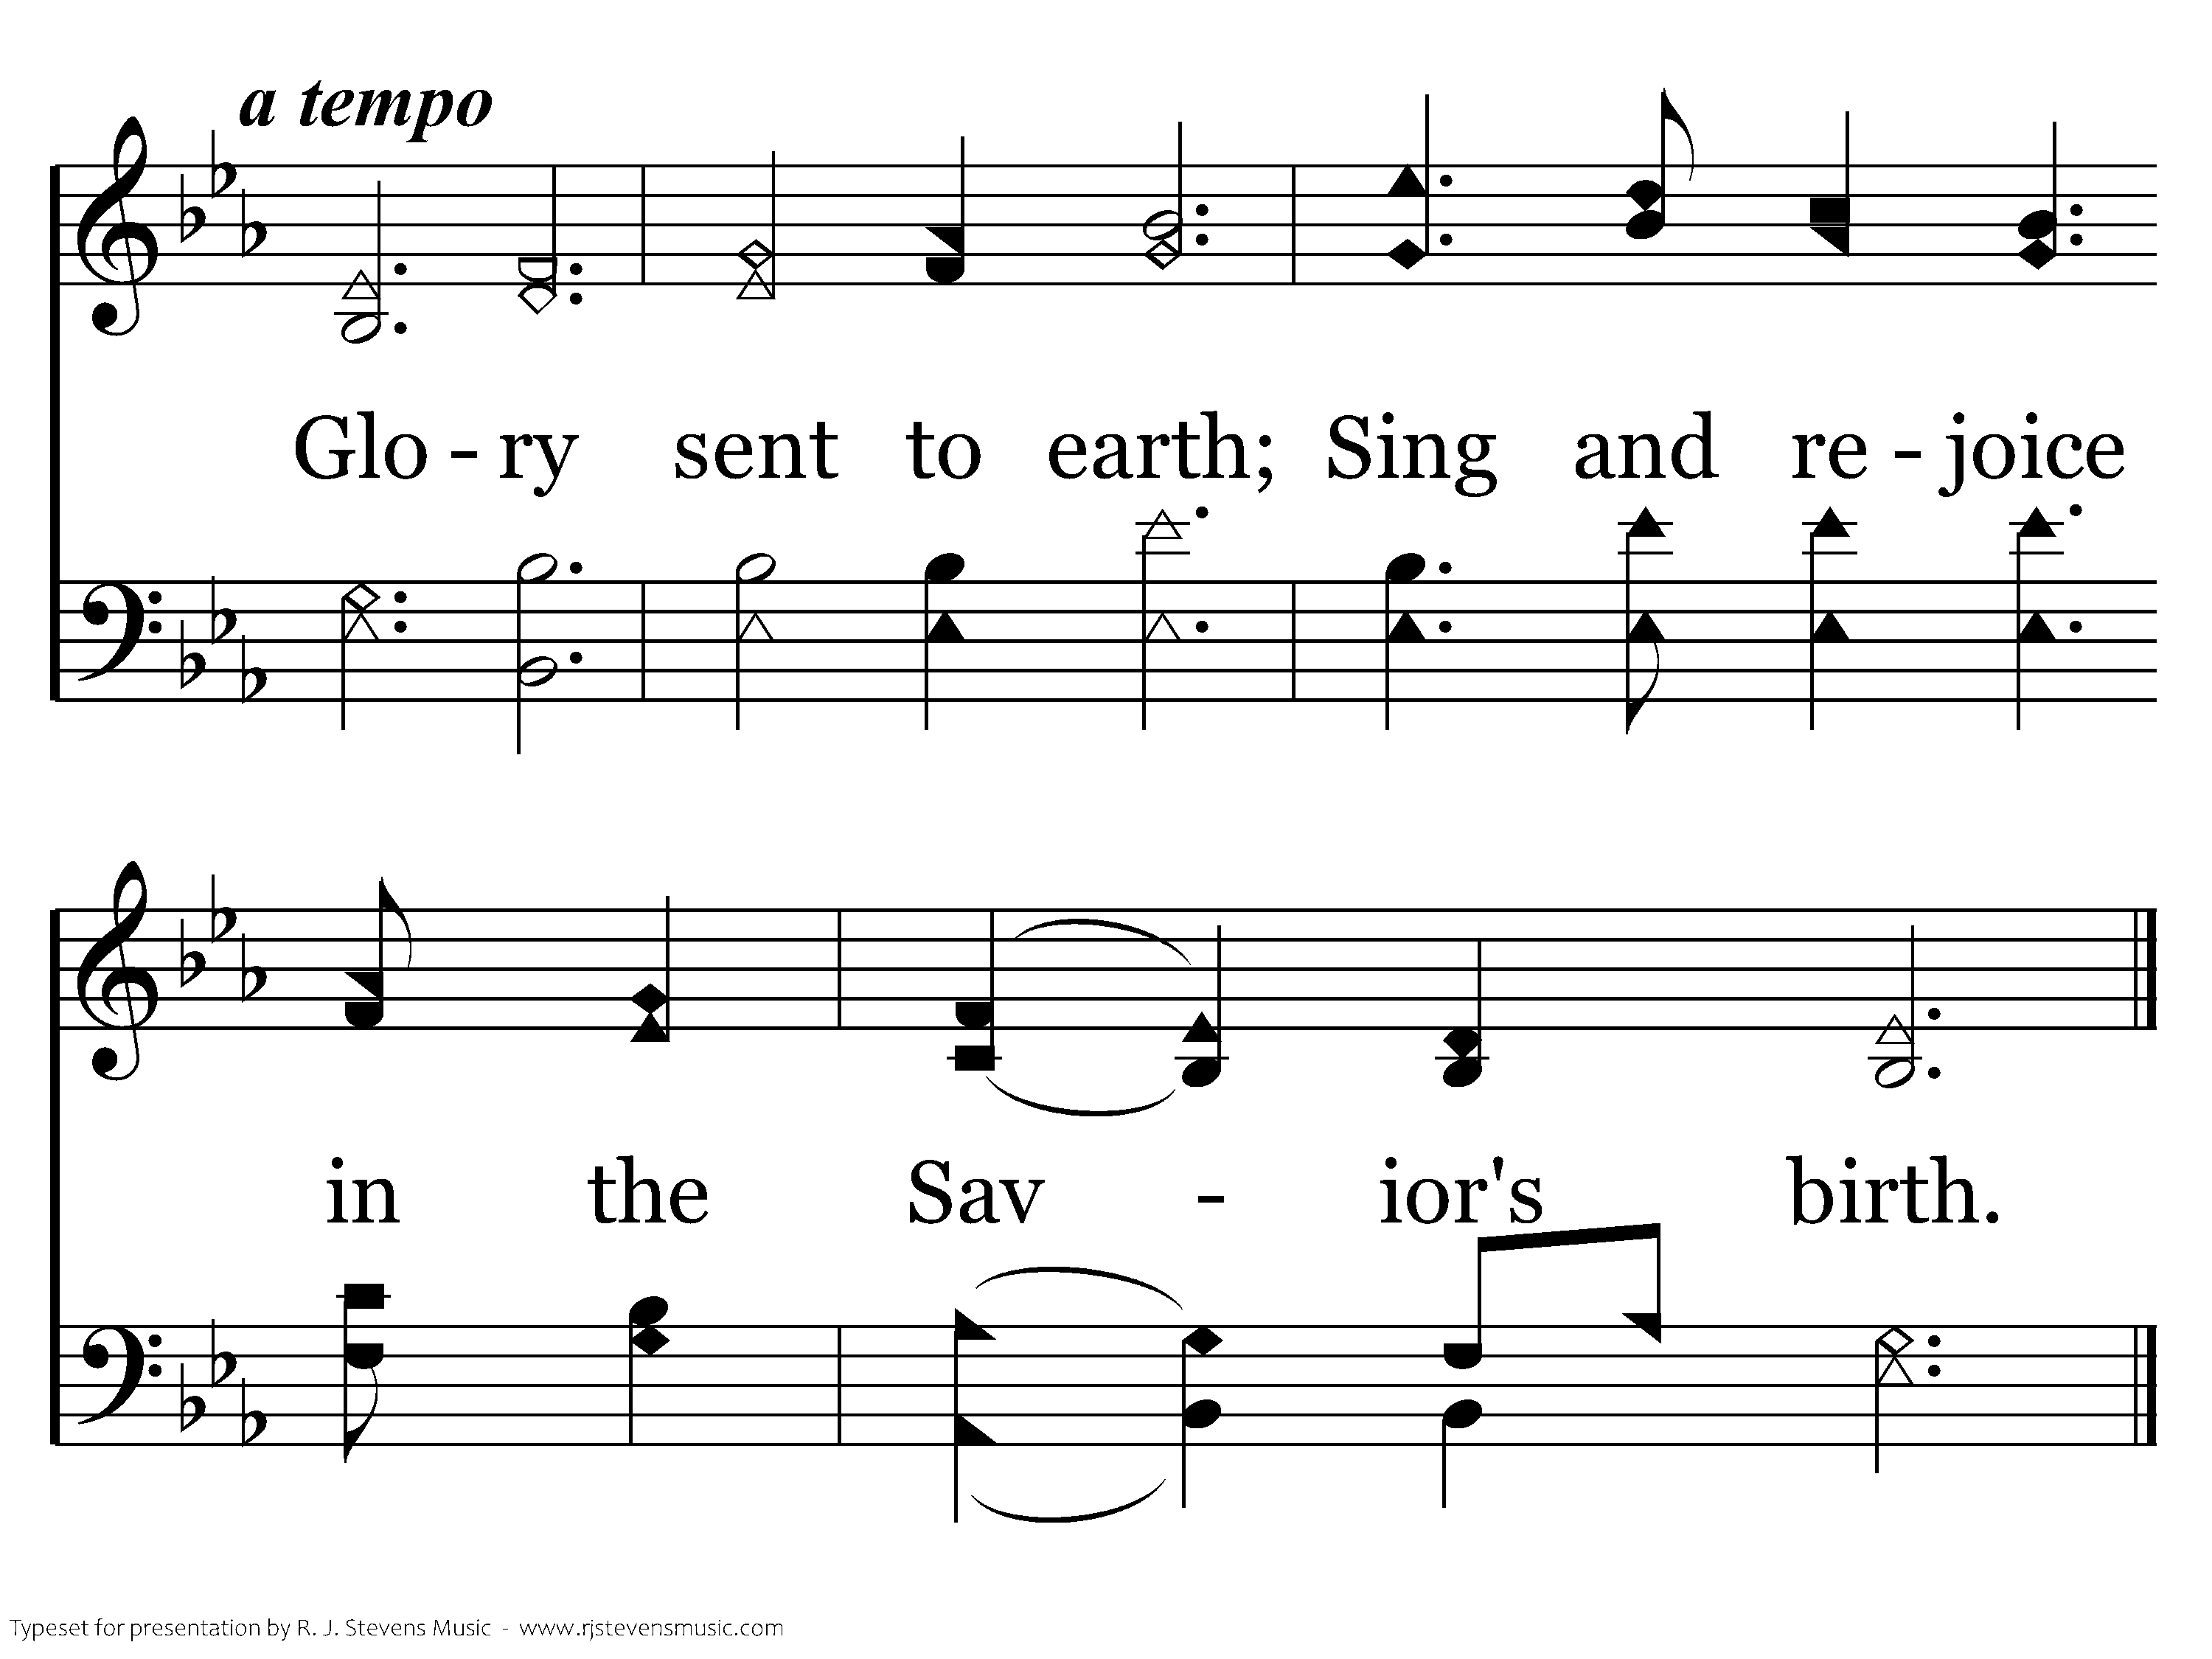 a tempo
Glo - ry sent to earth; Sing and re - joice
in the Sav - ior's birth.
Typeset for presentation by R. J. Stevens Music - www.rjstevensmusic.com